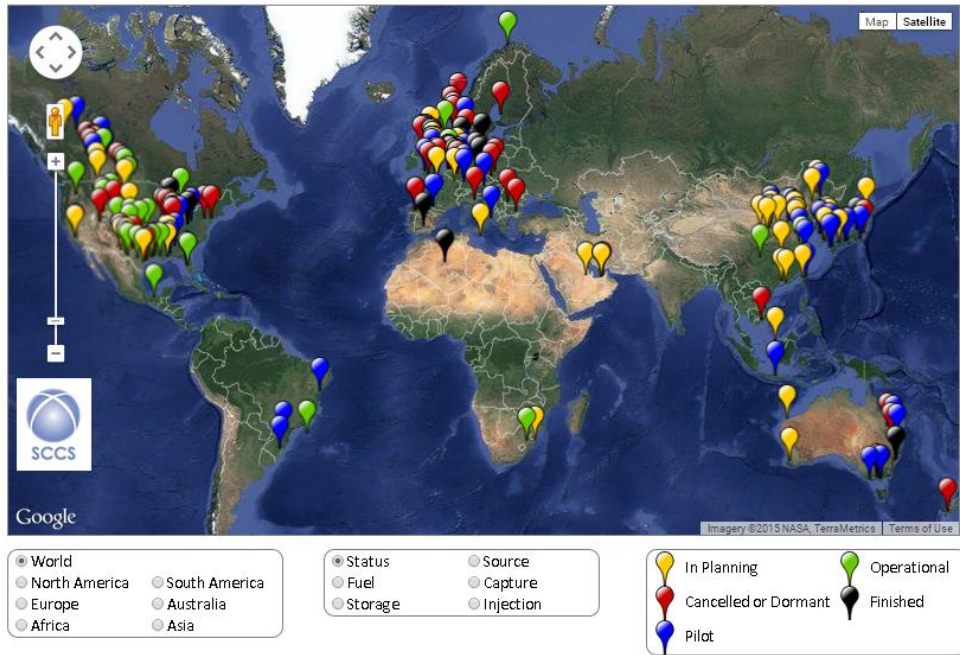 Map Satellite
SCCS
Google
Imagery ©2015 NASA, TerraMetrics Terms of Use
World
North America South America
Europe Australia
Africa Asia
Status Source
Fuel Capture
Storage Injection
In Planning Operational
Cancelled or Dormant Finished
Pilot